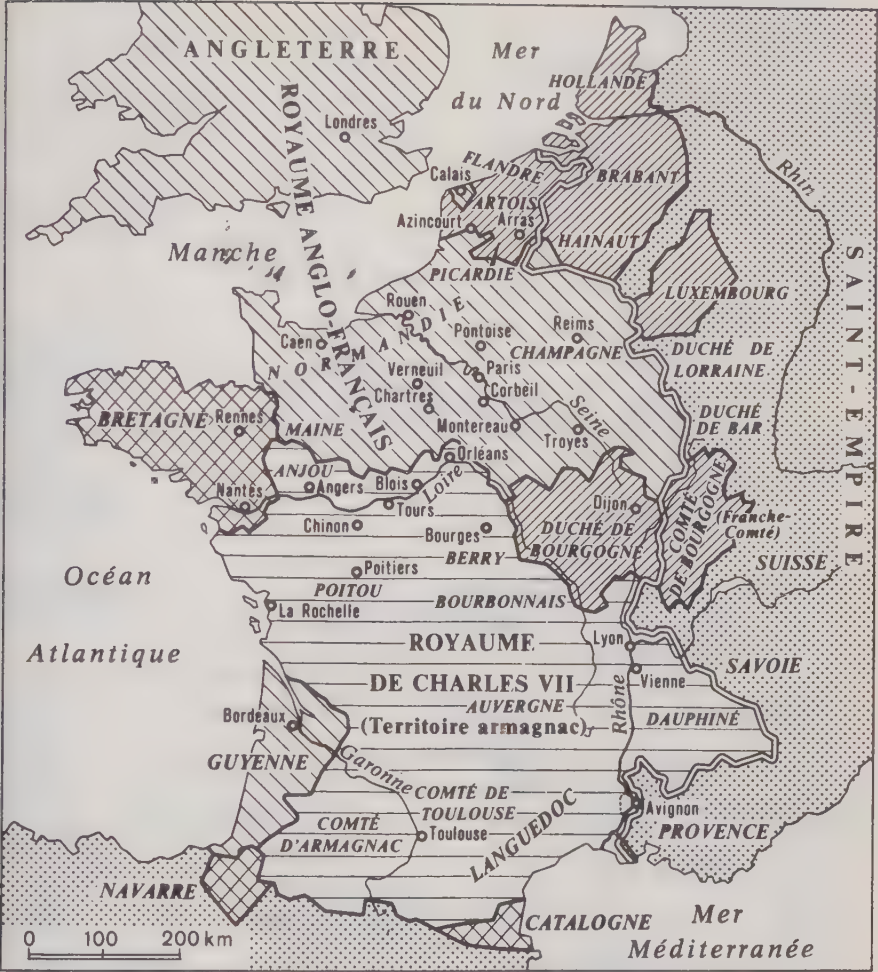 ANGLETERRE
Mer
du Nord
HOLLANDE
Londres
ROYAUME ANGLO-FRANÇAIS
Rhin
FLANDRE
Calais
BRABANT
ARTOIS
Azincourt
Arras
HAINAUT
Manche
PICARDIE
LUXEMBOURG
SAINT-EMPIRE
Rouen
NORMANDIE
Caen
Pontoise
Reims
CHAMPAGNE
DUCHÉ DE
LORRAINE
Verneuil
Paris
Chartres
Corbeil
Seine
BRETAGNE
Rennes
MAINE
Montereau
Troyes
DUCHÉ
DE BAR
Orléans
ANJOU
Angers
Blois
Loire
Nantes
Tours
Dijon
COMTÉ
DE BOURGOGNE
(Franche-
Comté)
Chinon
Bourges
DUCHÉ DE
BOURGOGNE
BERRY
SUISSE
Océan
Atlantique
Poitiers
POITOU
BOURBONNAIS
La Rochelle
ROYAUME
DE CHARLES VII
AUVERGNE
(Territoire armagnac)
Lyon
Vienne
SAVOIE
Rhône
DAUPHINÉ
Bordeaux
GUYENNE
Garonne
COMTÉ DE
TOULOUSE
Avignon
PROVENCE
COMTÉ
D'ARMAGNAC
Toulouse
LANGUEDOC
NAVARRE
CATALOGNE
Mer
Méditerranée
0 100 200 km